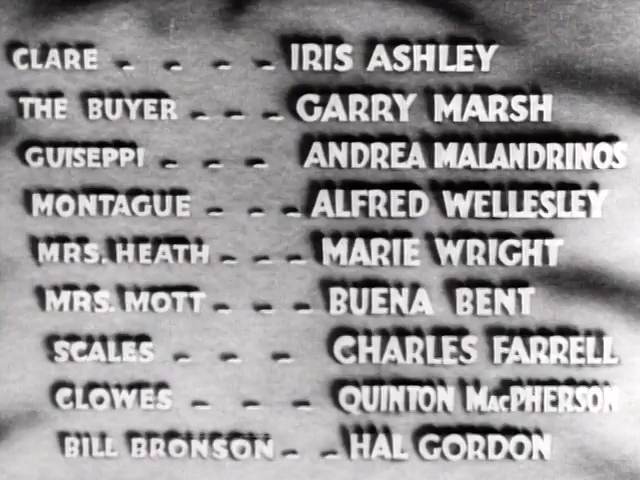 CLARE - - - - IRIS ASHLEY
THE BUYER - - - GARRY MARSH
GUISEPPI - - - ANDREA MALANDRINOS
MONTAGUE - - - ALFRED WELLESLEY
MRS. HEATH - - - MARIE WRIGHT
MRS. MOTT - - - BUENA BENT
SCALES - - - CHARLES FARRELL
CLOWES - - - QUINTON MACPHERSON
BILL BRONSON - - HAL GORDON